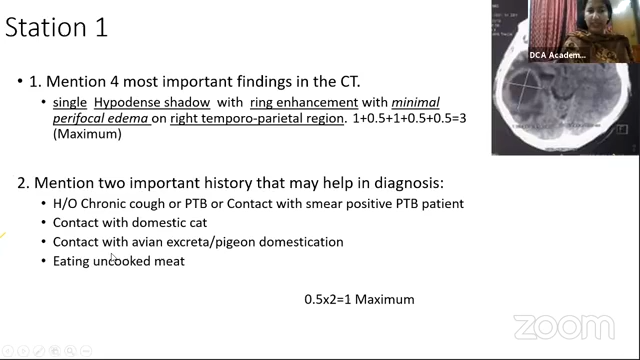 Station 1
DCA Academ...
• 1. Mention 4 most important findings in the CT.
• single Hypodense shadow with ring enhancement with minimal
perifocal edema on right temporo-parietal region. 1+0.5+1+0.5+0.5=3
(Maximum)
2. Mention two important history that may help in diagnosis:
• H/O Chronic cough or PTB or Contact with smear positive PTB patient
• Contact with domestic cat
• Contact with avian excreta/pigeon domestication
• Eating uncooked meat
0.5x2=1 Maximum
zoom